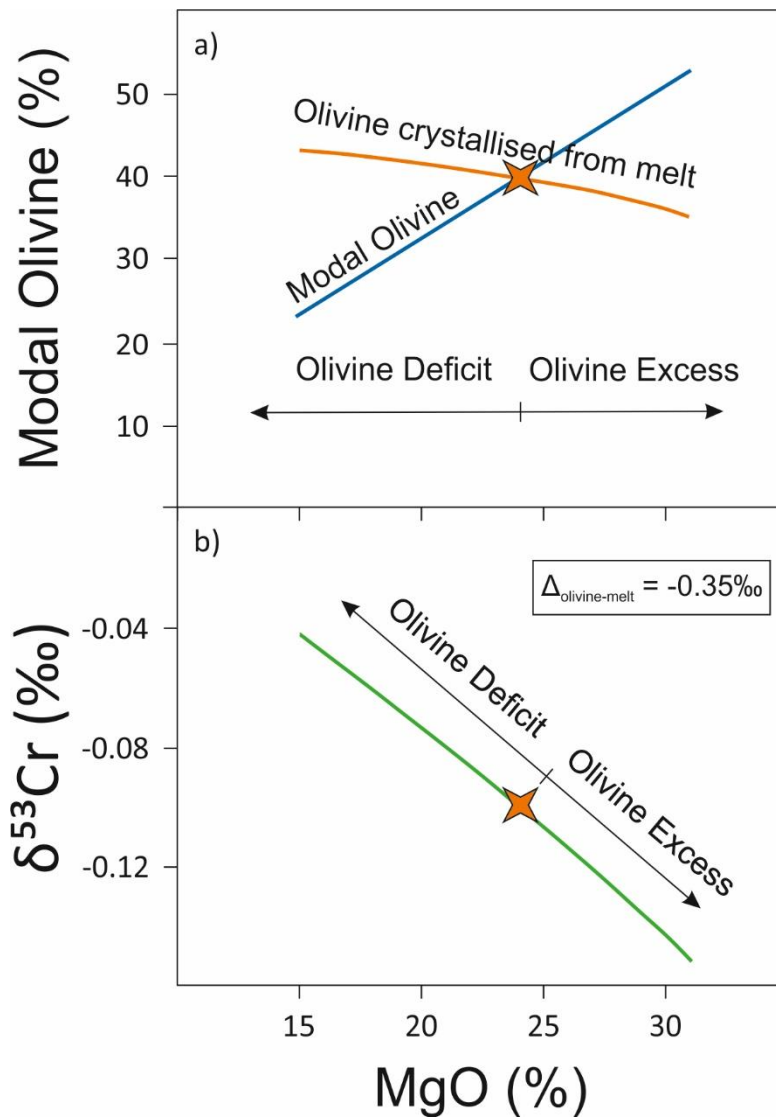 a)
Modal Olivine (%)
50
40
30
20
10
Olivine crystallised from melt
Modal Olivine
Olivine Deficit
Olivine Excess
b)
Δolivine-melt = -0.35‰
δ⁵³Cr (‰)
-0.04
-0.08
-0.12
Olivine Deficit
Olivine Excess
15
20
25
30
MgO (%)